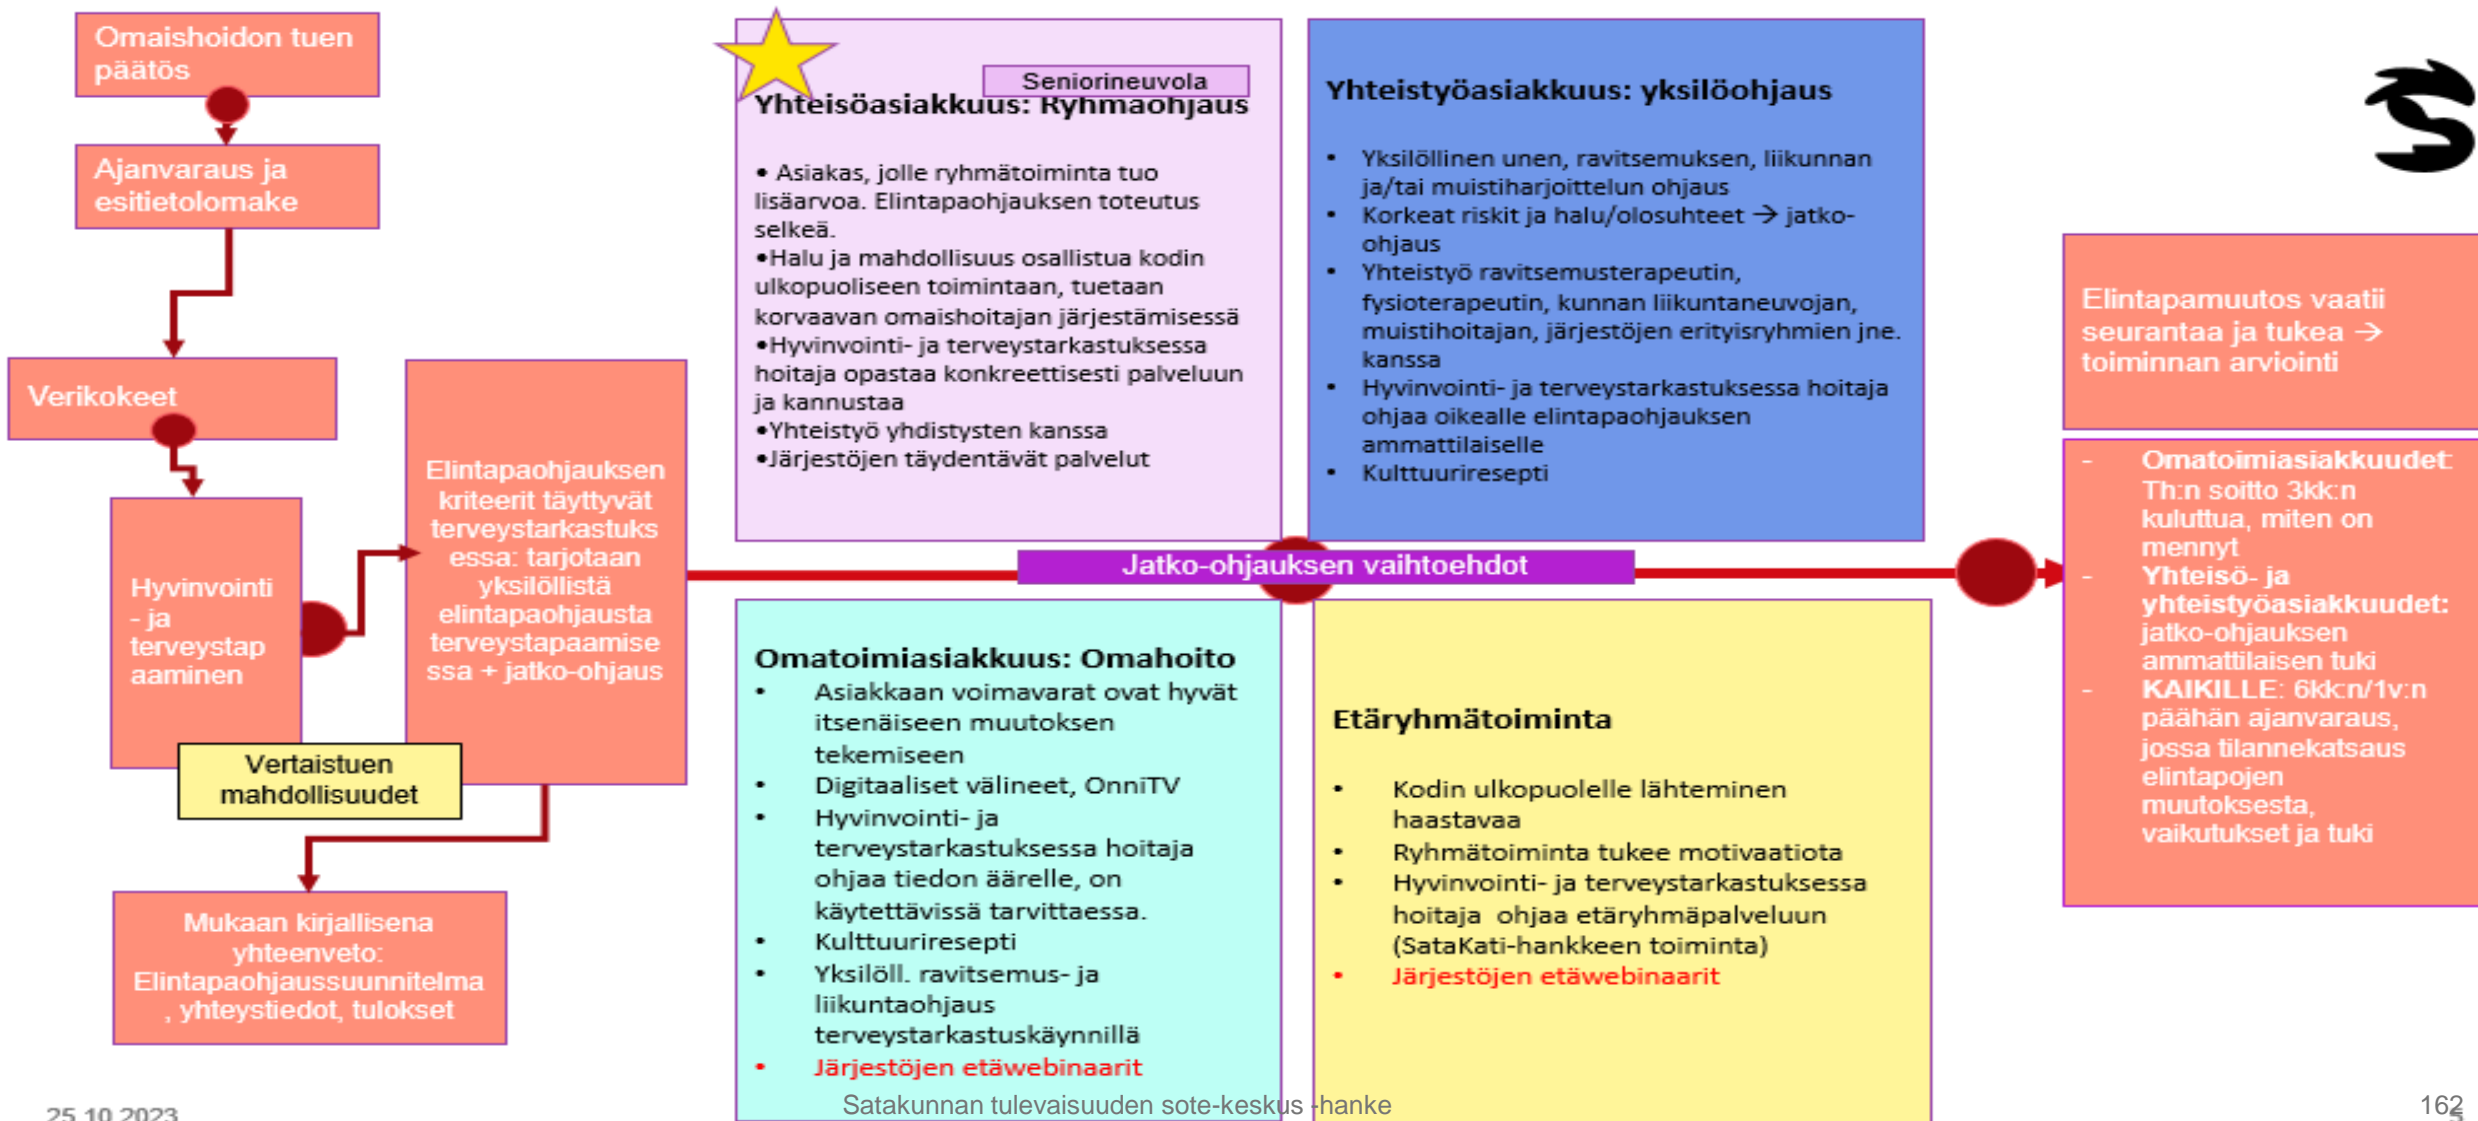 Omaishoidon tuen
päätös
Ajanvaraus ja
esitietolomake
Verikokeet
Hyvinvointi
- ja
terveystap
aaminen
Elintapaohjauksen
kriteerit täyttyvät
terveystarkastuks
essa: tarjotaan
yksilöllistä
elintapaohjausta
terveystapaamise
ssa + jatko-ohjaus
Vertaistuen
mahdollisuudet
Mukaan kirjallisena
yhteenveto:
Elintapaohjaussuunnitelma
, yhteystiedot, tulokset
Seniorineuvola
Yhteisöasiakkuus: Ryhmäohjaus
• Asiakas, jolle ryhmätoiminta tuo
lisäarvoa. Elintapaohjauksen toteutus
selkeä.
•Halu ja mahdollisuus osallistua kodin
ulkopuoliseen toimintaan, tuetaan
korvaavan omaishoitajan järjestämisessä
•Hyvinvointi- ja terveystarkastuksessa
hoitaja opastaa konkreettisesti palveluun
ja kannustaa
•Yhteistyö yhdistysten kanssa
•Järjestöjen täydentävät palvelut
Yhteistyöasiakkuus: yksilöohjaus
• Yksilöllinen unen, ravitsemuksen, liikunnan
ja/tai muistiharjoittelun ohjaus
• Korkeat riskit ja halu/olosuhteet → jatko-
ohjaus
• Yhteistyö ravitsemusterapeutin,
fysioterapeutin, kunnan liikuntaneuvojan,
muistihoitajan, järjestöjen erityisryhmien jne.
kanssa
• Hyvinvointi- ja terveystarkastuksessa hoitaja
ohjaa oikealle elintapaohjauksen
ammattilaiselle
• Kulttuuriresepti
Jatko-ohjauksen vaihtoehdot
Omatoimiasiakkuus: Omahoito
• Asiakkaan voimavarat ovat hyvät
itsenäiseen muutoksen
tekemiseen
• Digitaaliset välineet, OnniTV
• Hyvinvointi- ja
terveystarkastuksessa hoitaja
ohjaa tiedon äärelle, on
käytettävissä tarvittaessa.
• Kulttuuriresepti
• Yksilöll. ravitsemus- ja
liikuntaohjaus
terveystarkastuskäynnillä
• Järjestöjen etäwebinaarit
Etäryhmätoiminta
• Kodin ulkopuolelle lähteminen
haastavaa
• Ryhmätoiminta tukee motivaatiota
• Hyvinvointi- ja terveystarkastuksessa
hoitaja ohjaa etäryhmäpalveluun
(SataKati-hankkeen toiminta)
• Järjestöjen etäwebinaarit
Elintapamuutos vaatii
seurantaa ja tukea →
toiminnan arviointi
- Omatoimiasiakkuudet:
Th:n soitto 3kk:n
kuluttua, miten on
mennyt
- Yhteisö- ja
yhteistyöasiakkuudet:
jatko-ohjauksen
ammattilaisen tuki
- KAIKILLE: 6kk:n/1v:n
päähän ajanvaraus,
jossa tilannekatsaus
elintapojen
muutoksesta,
vaikutukset ja tuki
25.10.2023
Satakunnan tulevaisuuden sote-keskus -hanke
162